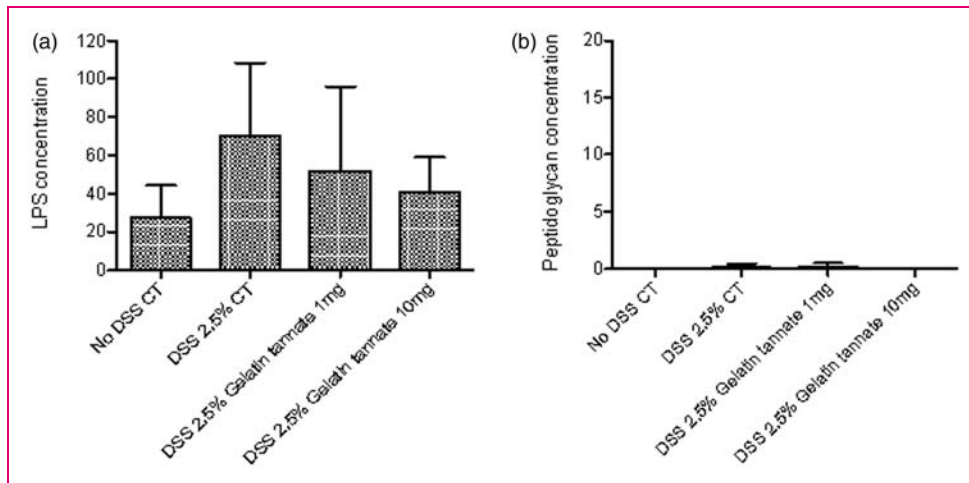 (a)
LPS concentration
120
100
80
60
40
20
0
No DSS CT
DSS 2,5% CT
DSS 2,5% Gelatin tannate 1mg
DSS 2,5% Gelatin tannate 10mg
(b)
Peptidoglycan concentration
20
15
10
5
0
No DSS CT
DSS 2,5% CT
DSS 2,5% Gelatin tannate 1mg
DSS 2,5% Gelatin tannate 10mg